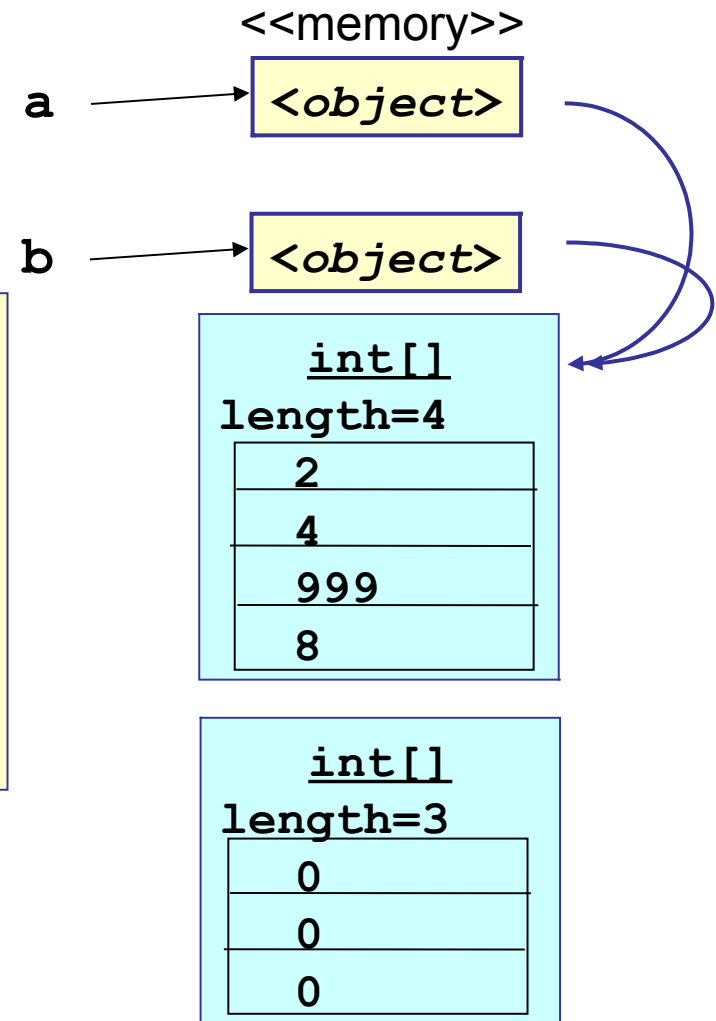 <<memory>>
a <object>
b <object>
int[]
length=4
2
4
999
8
int[]
length=3
0
0
0